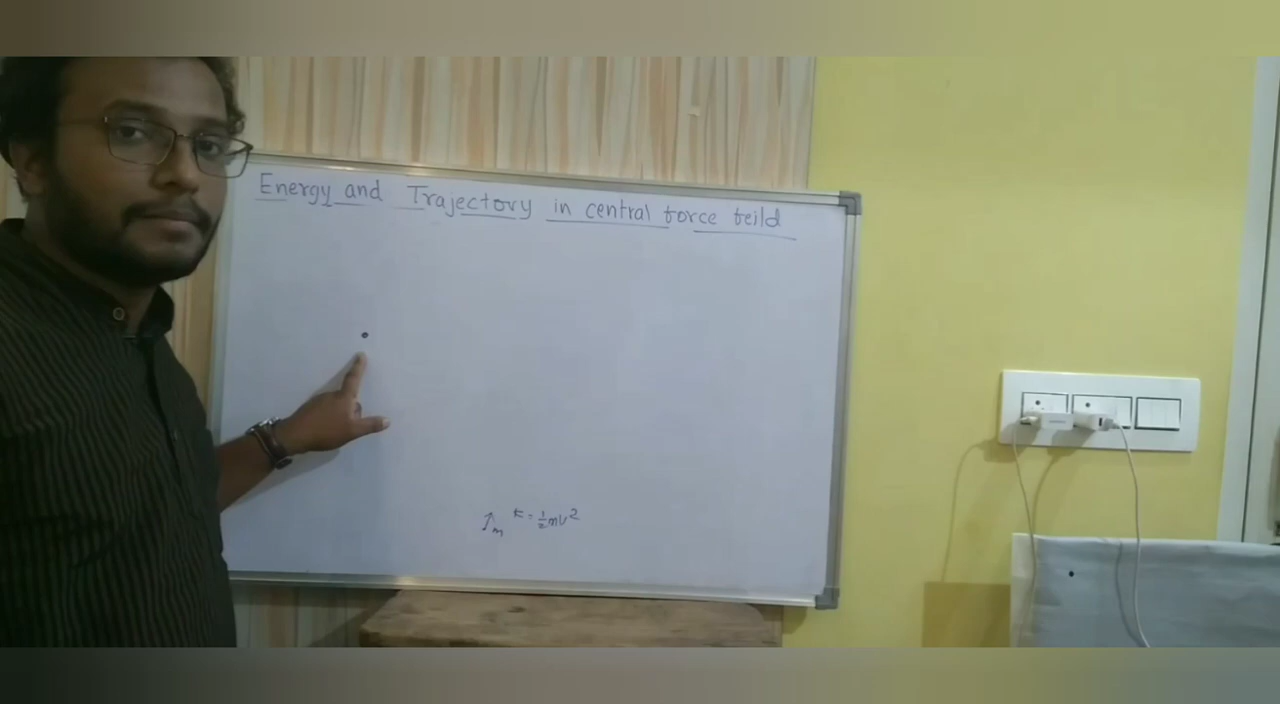 Energy and Trajectory in central force feild
m K = ½mv²